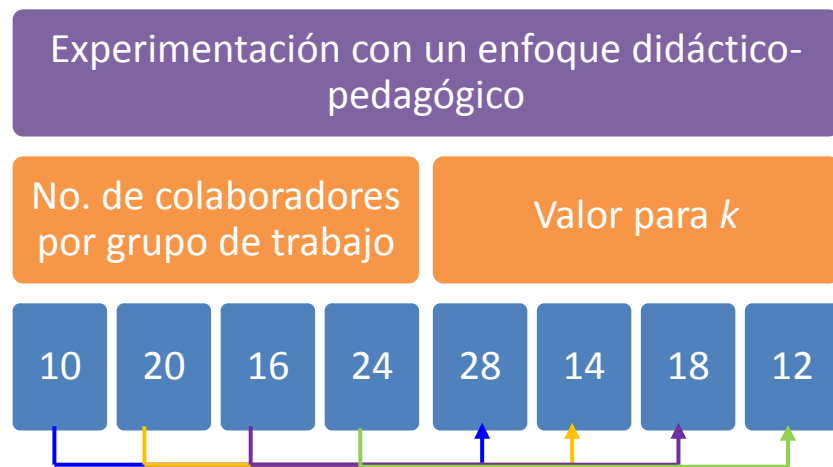 Experimentación con un enfoque didáctico-
pedagógico
No. de colaboradores
por grupo de trabajo
Valor para k
10 20 16 24 28 14 18 12